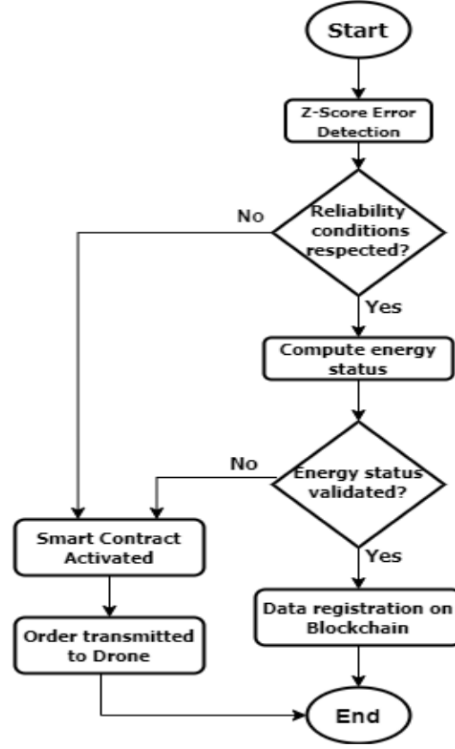 Start
Z-Score Error
Detection
No
Reliability
conditions
respected?
Yes
Compute energy
status
No
Energy status
validated?
Smart Contract
Activated
Yes
Order transmitted
to Drone
Data registration on
Blockchain
End